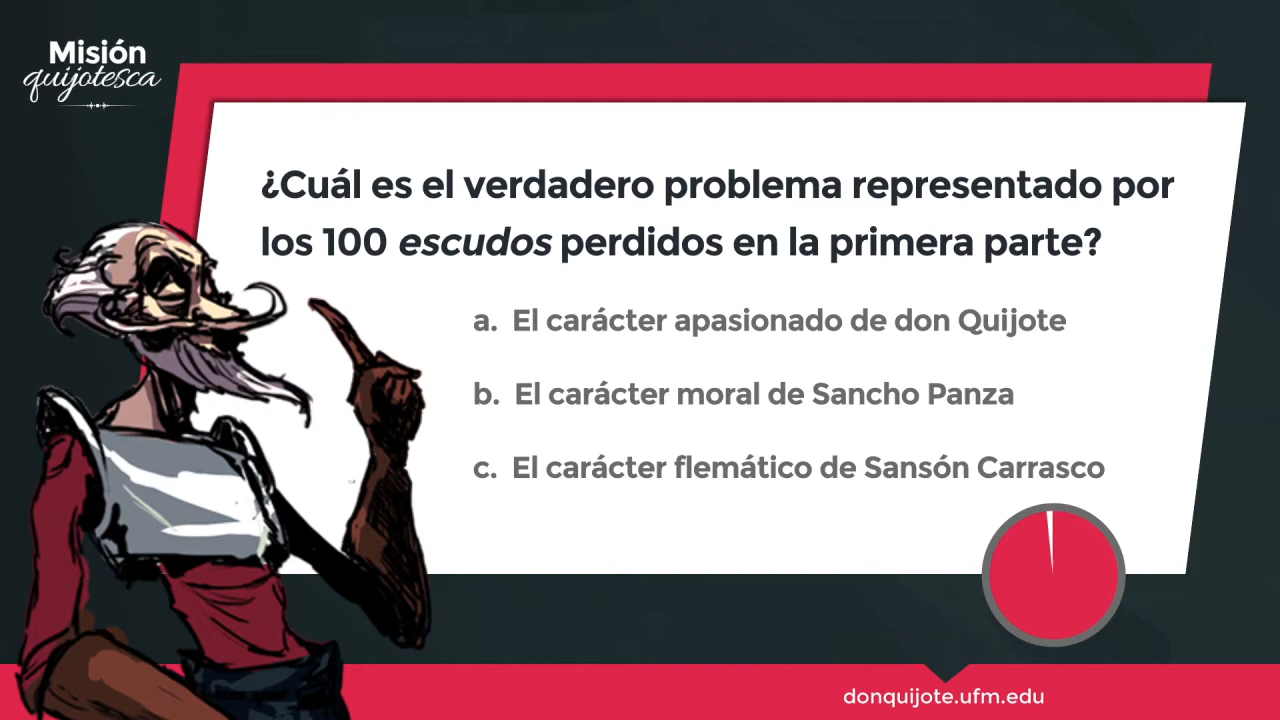 Misión
quijotesca
¿Cuál es el verdadero problema representado por
los 100 escudos perdidos en la primera parte?
a. El carácter apasionado de don Quijote
b. El carácter moral de Sancho Panza
c. El carácter flemático de Sansón Carrasco
donquijote.ufm.edu